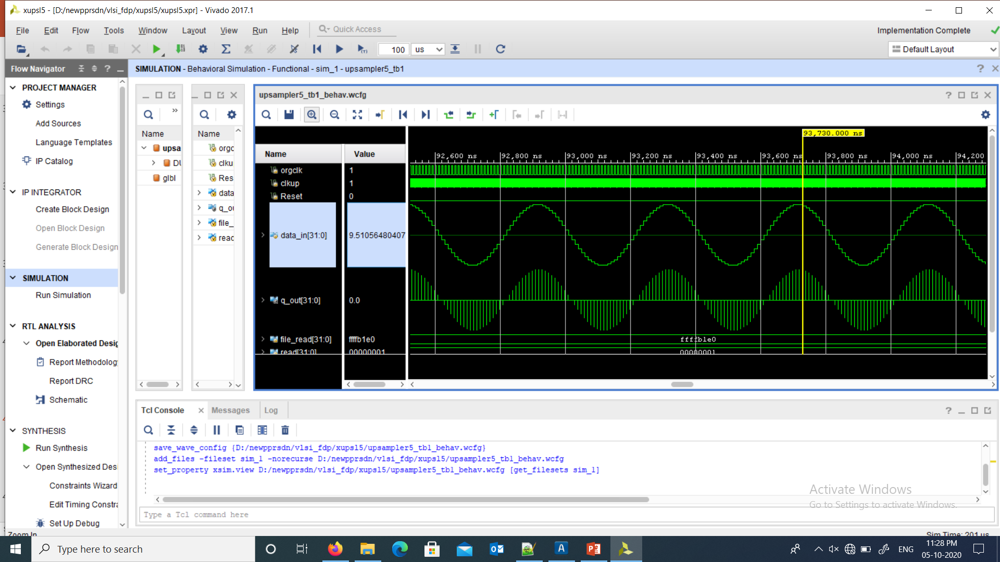 xupsl5 - [D:/newpprsdn/vlsi_fdp/xupsl5/xupsl5.xpr] - Vivado 2017.1
File Edit Flow Tools Window Layout View Run Help Quick Access
Implementation Complete
100 us
Default Layout
Flow Navigator
PROJECT MANAGER
Settings
Add Sources
Language Templates
IP Catalog
IP INTEGRATOR
Create Block Design
Open Block Design
Generate Block Design
SIMULATION
Run Simulation
RTL ANALYSIS
Open Elaborated Desig
Report Methodology
Report DRC
Schematic
SYNTHESIS
Run Synthesis
Open Synthesized Desi
Constraints Wizard
Edit Timing Constra
Set Up Debug
Zoom In
SIMULATION - Behavioral Simulation - Functional - sim_1 - upsampler5_tb1
Name
upsa
DU
glbl
Name
orgc
clku
Res
data
q_ou
file_
read
upsampler5_tb1_behav.wcfg
Name Value
orgclk 1
clkup 1
Reset 0
data_in[31:0] 9.51056480407
q_out[31:0] 0.0
file_read[31:0] ffffb1e0
read[31:0] 00000001
93,730.000 ns
92,600 ns 92,800 ns 93,000 ns 93,200 ns 93,400 ns 93,600 ns 93,800 ns 94,000 ns 94,200
ffffb1e0
00000001
Tcl Console Messages Log
save_wave_config {D:/newpprsdn/vlsi_fdp/xupsl5/upsampler5_tb1_behav.wcfg}
add_files -fileset sim_1 -norecurse D:/newpprsdn/vlsi_fdp/xupsl5/upsampler5_tb1_behav.wcfg
set_property xsim.view D:/newpprsdn/vlsi_fdp/xupsl5/upsampler5_tb1_behav.wcfg [get_filesets sim_1]
Type a Tcl command here
Activate Windows
Go to Settings to activate Windows.
Sim Time: 201 us
Type here to search
ENG
11:28 PM
05-10-2020